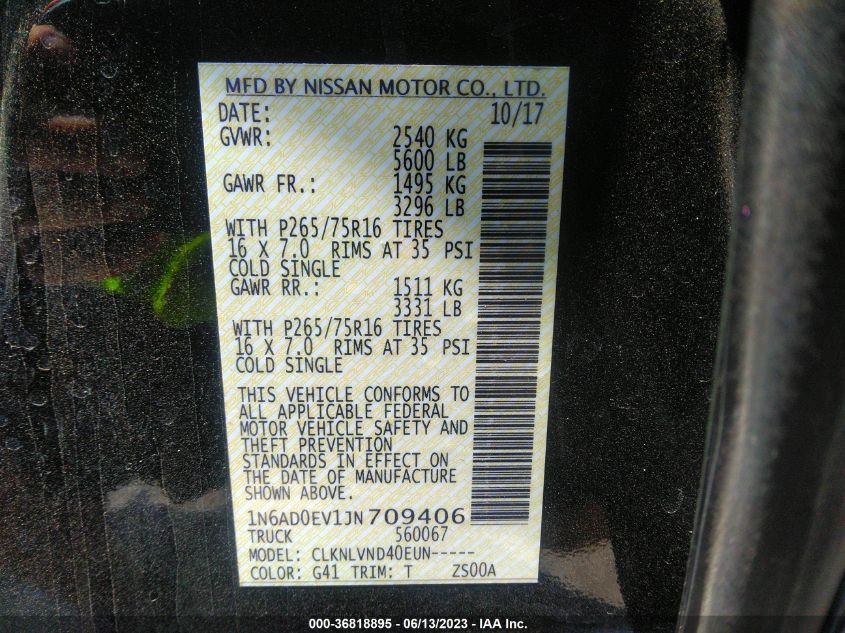 MFD BY NISSAN MOTOR CO., LTD.
DATE: 10/17
GVWR: 2540 KG
5600 LB
GAWR FR.: 1495 KG
3296 LB
WITH P265/75R16 TIRES
16 X 7.0 RIMS AT 35 PSI
COLD SINGLE
GAWR RR.: 1511 KG
3331 LB
WITH P265/75R16 TIRES
16 X 7.0 RIMS AT 35 PSI
COLD SINGLE
THIS VEHICLE CONFORMS TO
ALL APPLICABLE FEDERAL
MOTOR VEHICLE SAFETY AND
THEFT PREVENTION
STANDARDS IN EFFECT ON
THE DATE OF MANUFACTURE
SHOWN ABOVE.
1N6AD0EV1JN709406
TRUCK 560067
MODEL: CLKNLVND40EUN-----
COLOR: G41 TRIM: T ZS00A
000-36818895 - 06/13/2023 - IAA Inc.